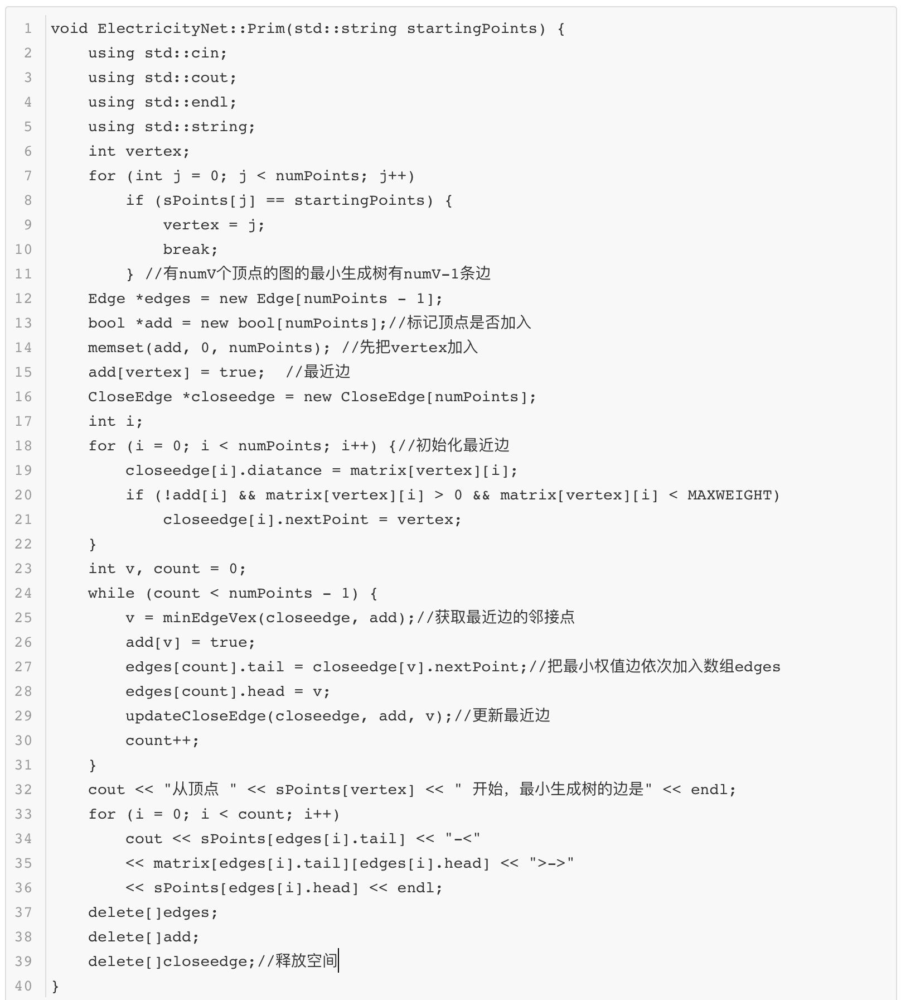 1 void ElectricityNet::Prim(std::string startingPoints) {
2     using std::cin;
3     using std::cout;
4     using std::endl;
5     using std::string;
6     int vertex;
7     for (int j = 0; j < numPoints; j++)
8         if (sPoints[j] == startingPoints) {
9             vertex = j;
10             break;
11         } //有numV个顶点的图的最小生成树有numV-1条边
12     Edge *edges = new Edge[numPoints - 1];
13     bool *add = new bool[numPoints];//标记顶点是否加入
14     memset(add, 0, numPoints); //先把vertex加入
15     add[vertex] = true;  //最近边
16     CloseEdge *closeedge = new CloseEdge[numPoints];
17     int i;
18     for (i = 0; i < numPoints; i++) {//初始化最近边
19         closeedge[i].diatance = matrix[vertex][i];
20         if (!add[i] && matrix[vertex][i] > 0 && matrix[vertex][i] < MAXWEIGHT)
21             closeedge[i].nextPoint = vertex;
22     }
23     int v, count = 0;
24     while (count < numPoints - 1) {
25         v = minEdgeVex(closeedge, add);//获取最近边的邻接点
26         add[v] = true;
27         edges[count].tail = closeedge[v].nextPoint;//把最小权值边依次加入数组edges
28         edges[count].head = v;
29         updateCloseEdge(closeedge, add, v);//更新最近边
30         count++;
31     }
32     cout << "从顶点 " << sPoints[vertex] << " 开始，最小生成树的边是" << endl;
33     for (i = 0; i < count; i++)
34         cout << sPoints[edges[i].tail] << "-<"
35         << matrix[edges[i].tail][edges[i].head] << ">->"
36         << sPoints[edges[i].head] << endl;
37     delete[]edges;
38     delete[]add;
39     delete[]closeedge;//释放空间
40 }